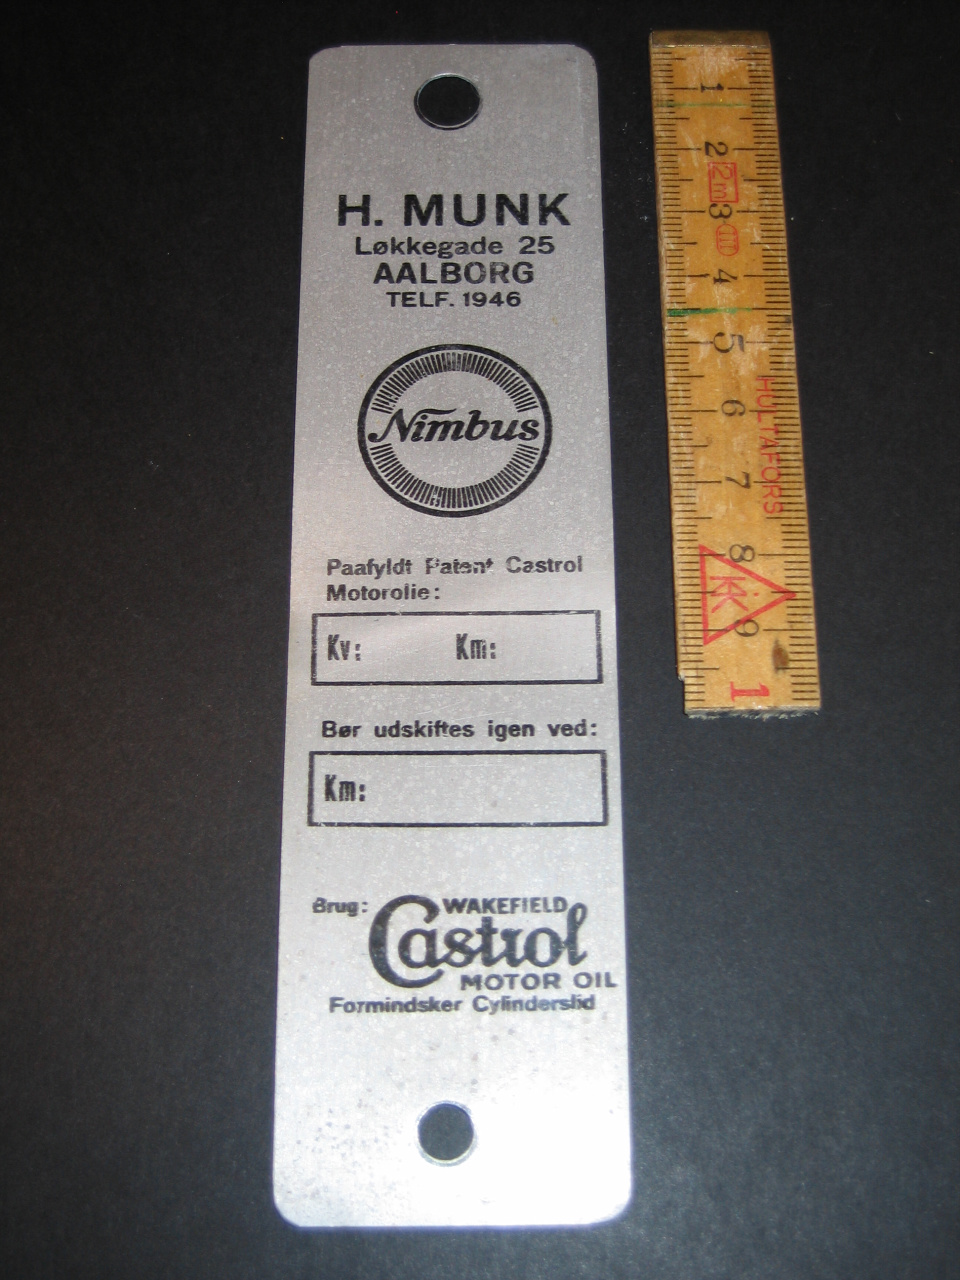 H. MUNK
Løkkegade 25
AALBORG
TELF. 1946
Nimbus
Paafyldt Patent Castrol
Motorolie:
Kv: Km:
Bør udskiftes igen ved:
Km:
Brug: WAKEFIELD
Castrol
MOTOR OIL
Formindsker Cylinderslid
1
2
2m
3
III
4
5
6
HULTAFORS
7
8
9
1